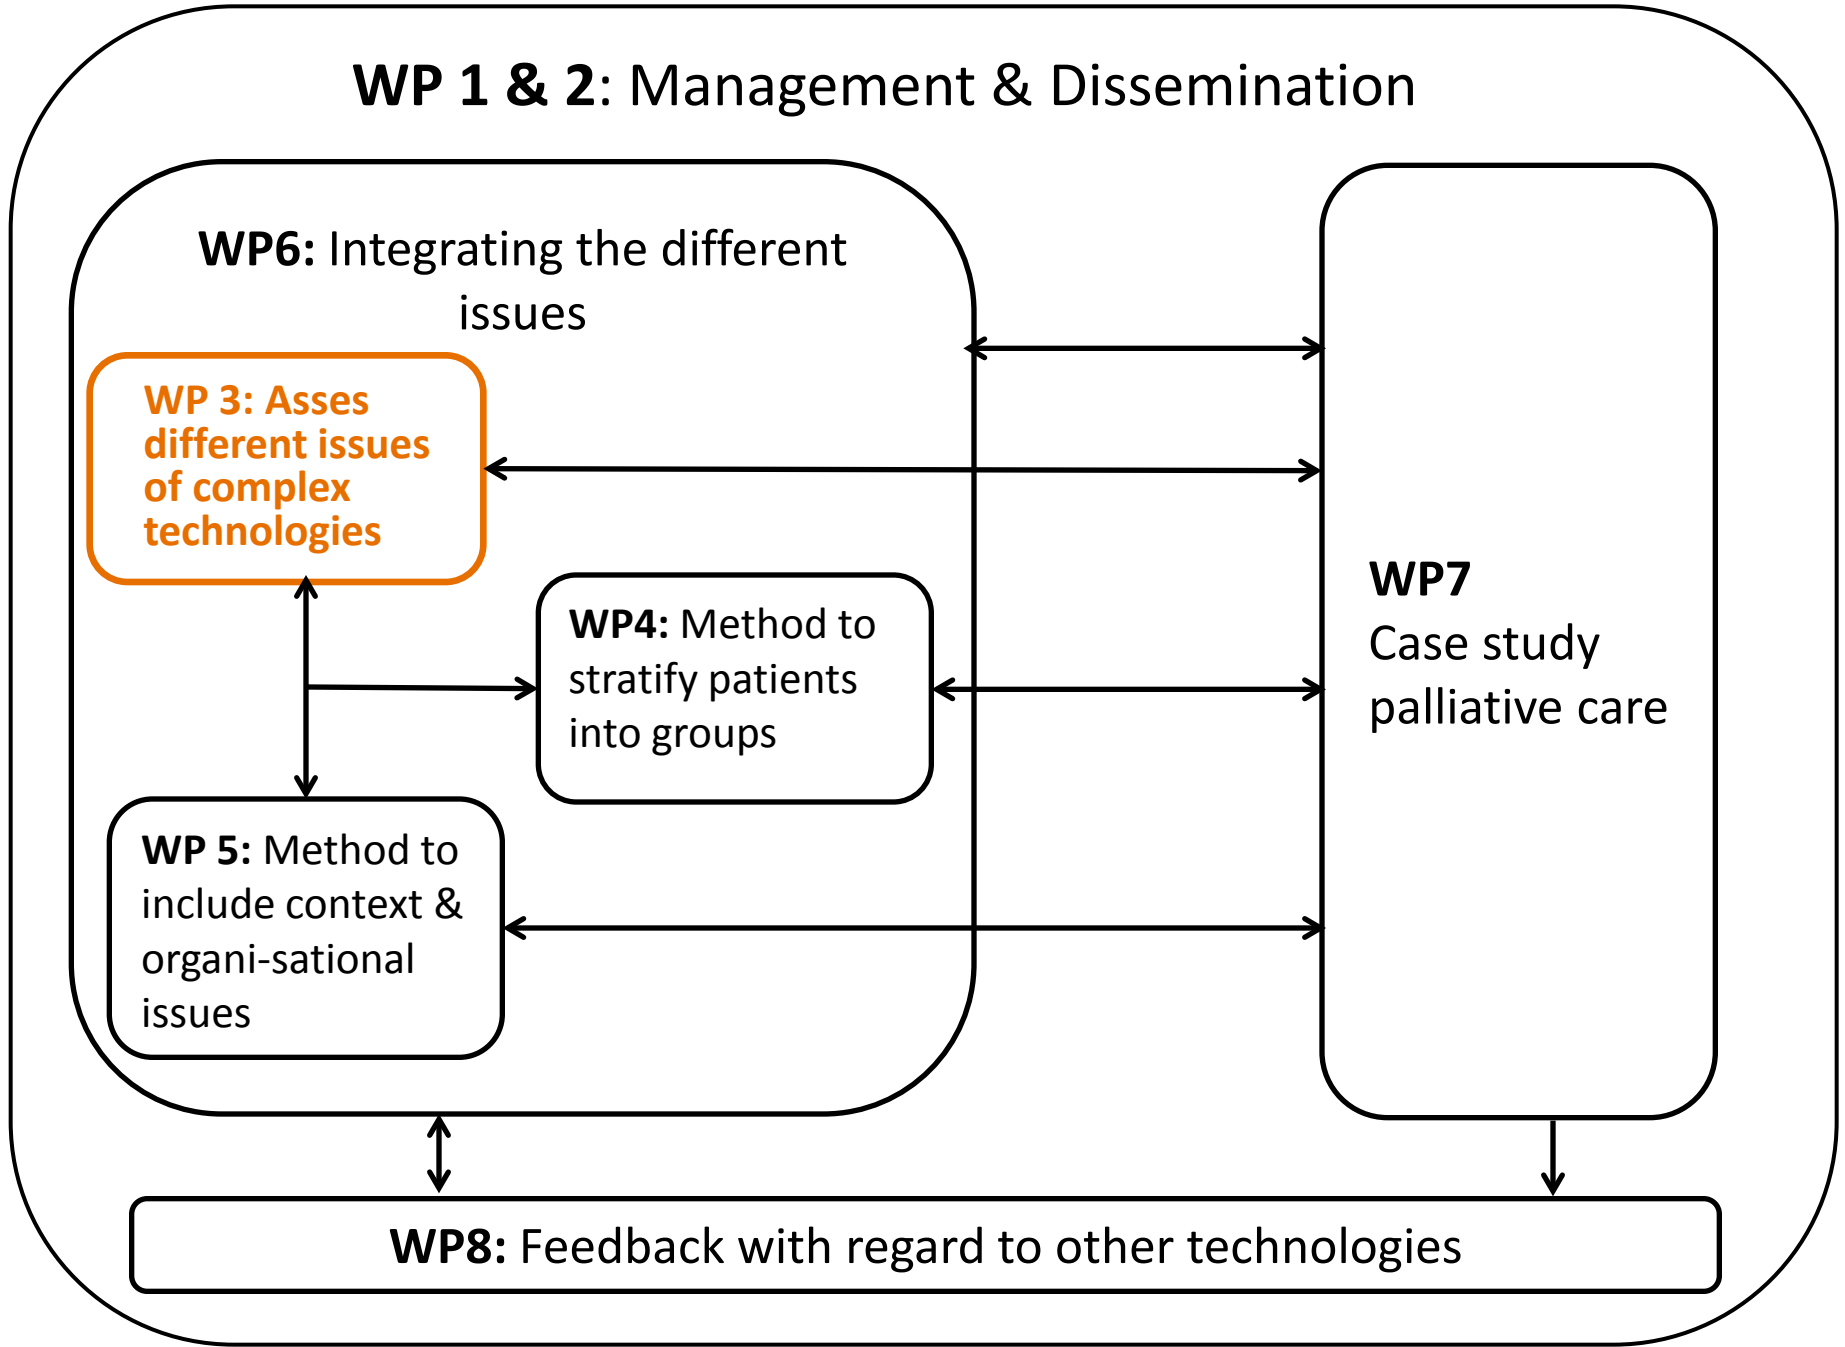 WP 1 & 2: Management & Dissemination
WP6: Integrating the different
issues
WP 3: Asses
different issues
of complex
technologies
WP4: Method to
stratify patients
into groups
WP 5: Method to
include context &
organi-sational
issues
WP7
Case study
palliative care
WP8: Feedback with regard to other technologies